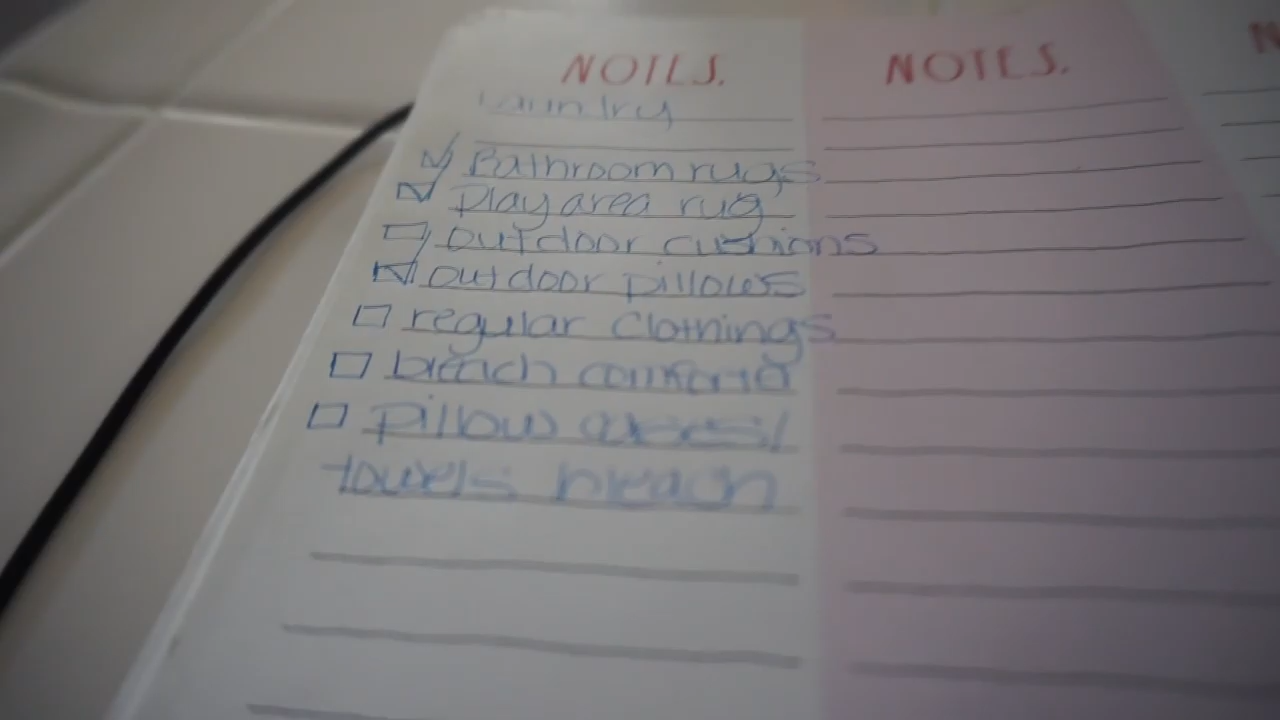 NOTES.
Laundry
Bathroom rugs
Play area rug
outdoor cushions
outdoor pillows
regular Clothings
bleach
pillow cases/
towels bleach
NOTES.